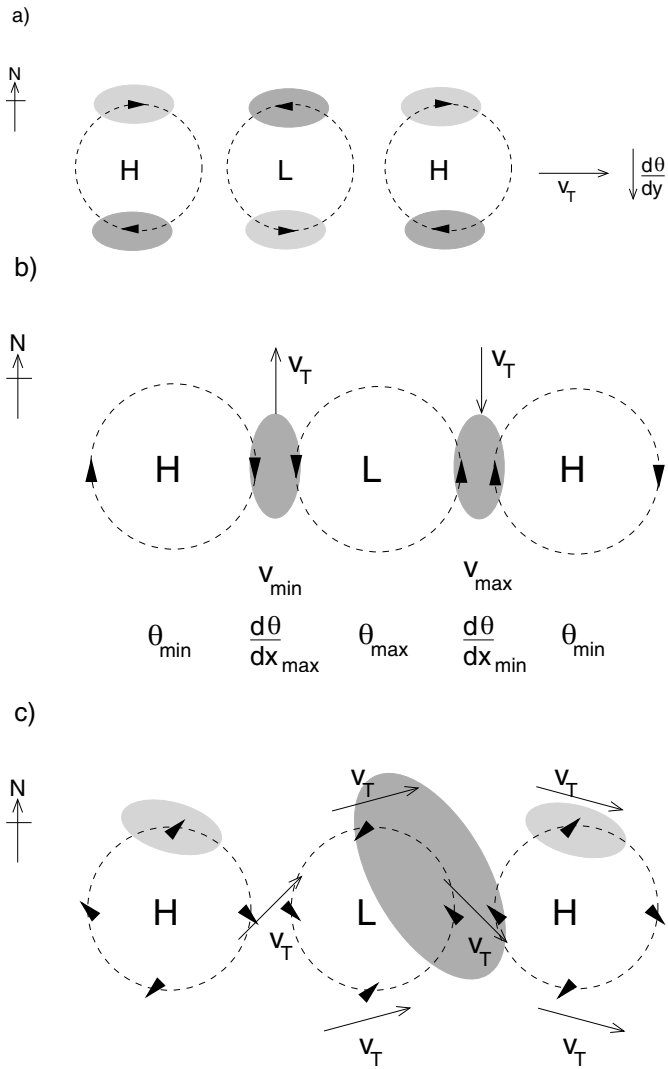 a)
N
H L H
v_T dθ/dy
b)
N
v_T v_T
H L H
v_min v_max
θ_min dθ/dx_max θ_max dθ/dx_min θ_min
c)
N
v_T v_T
H L H
v_T v_T
v_T v_T